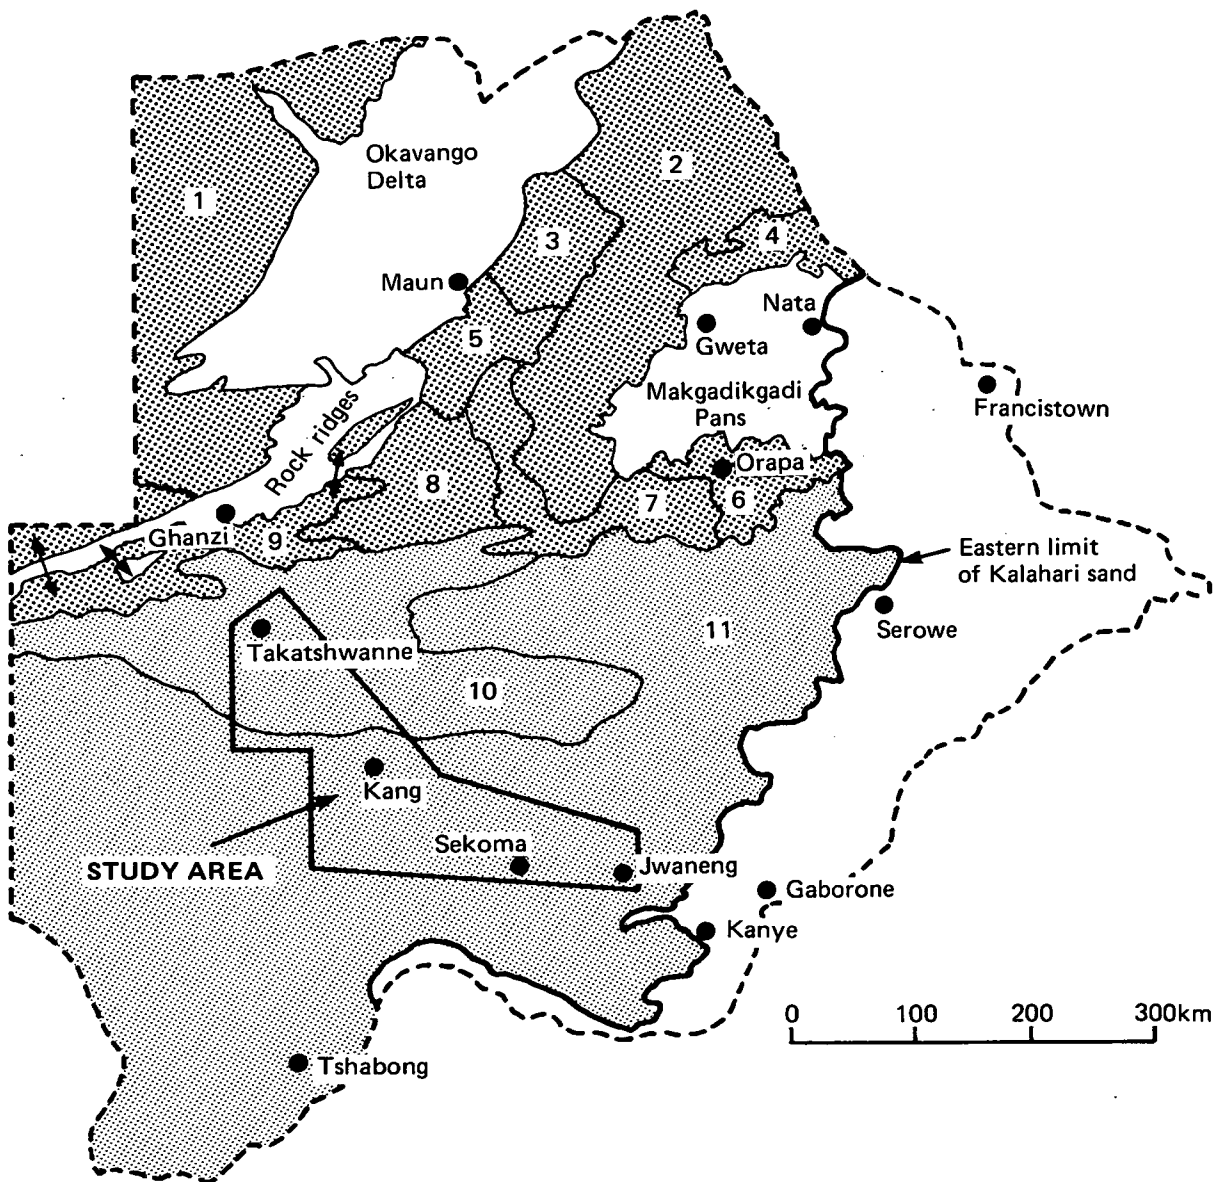 Okavango
Delta
1
2
3
4
Maun
Nata
5
Gweta
Makgadikgadi
Pans
Francistown
Rock ridges
Orapa
8
7
6
Ghanzi
9
Eastern limit
of Kalahari sand
Serowe
11
Takatshwanne
10
Kang
STUDY AREA
Sekoma
Jwaneng
Gaborone
Kanye
0 100 200 300km
Tshabong